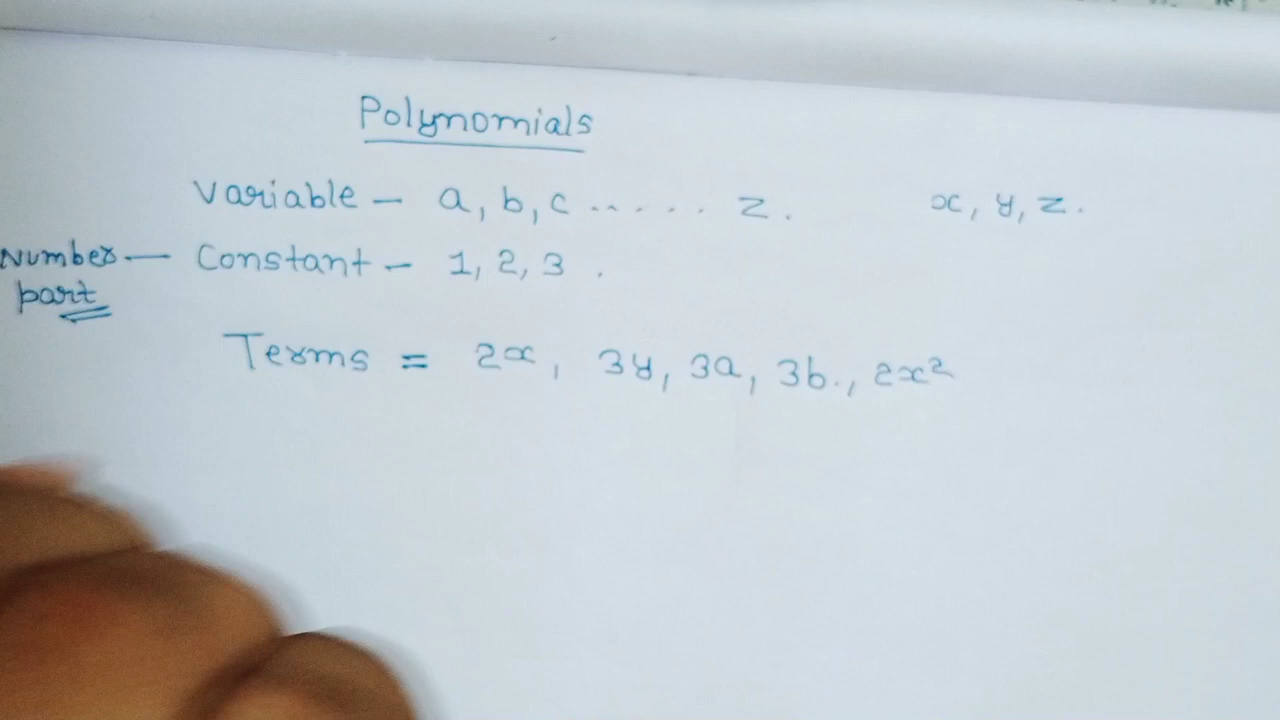 Polynomials
Variable - a, b, c ..... z. x, y, z.
Number - Constant - 1, 2, 3 .
part
Terms = 2x, 3y, 3a, 3b., 2x²